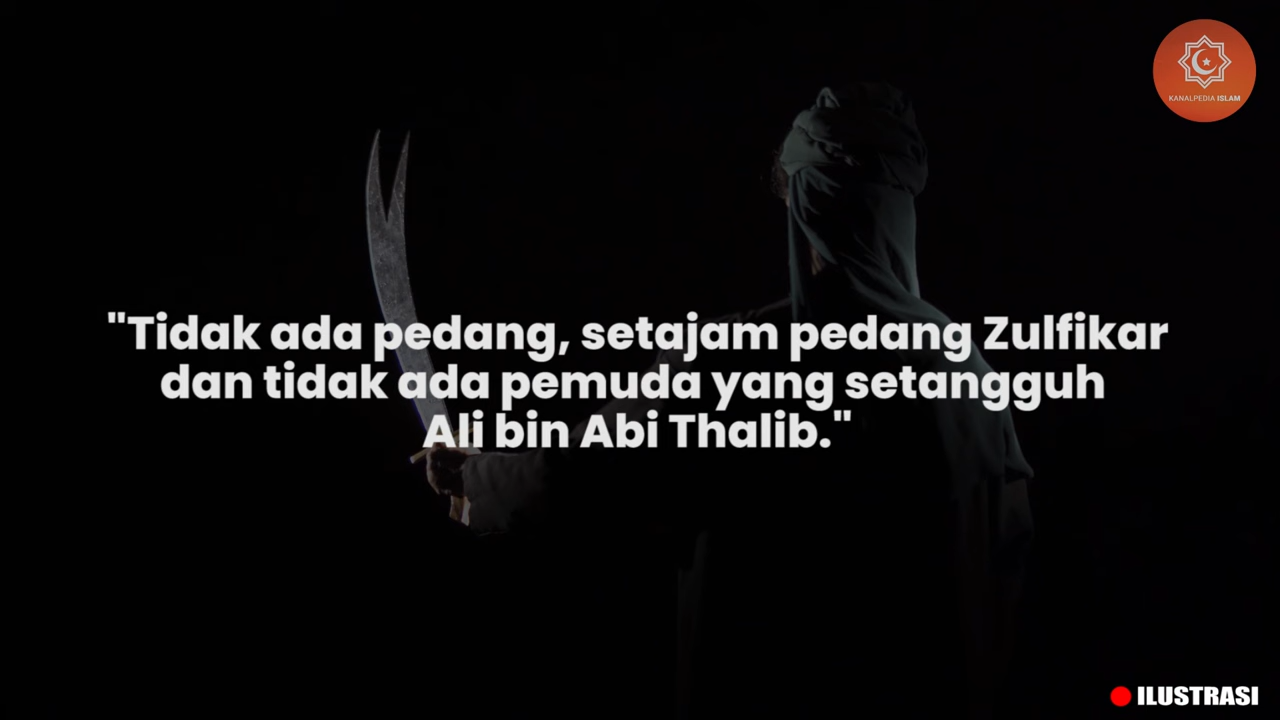 KANALPEDIA ISLAM
"Tidak ada pedang, setajam pedang Zulfikar
dan tidak ada pemuda yang setangguh
Ali bin Abi Thalib."
ILUSTRASI